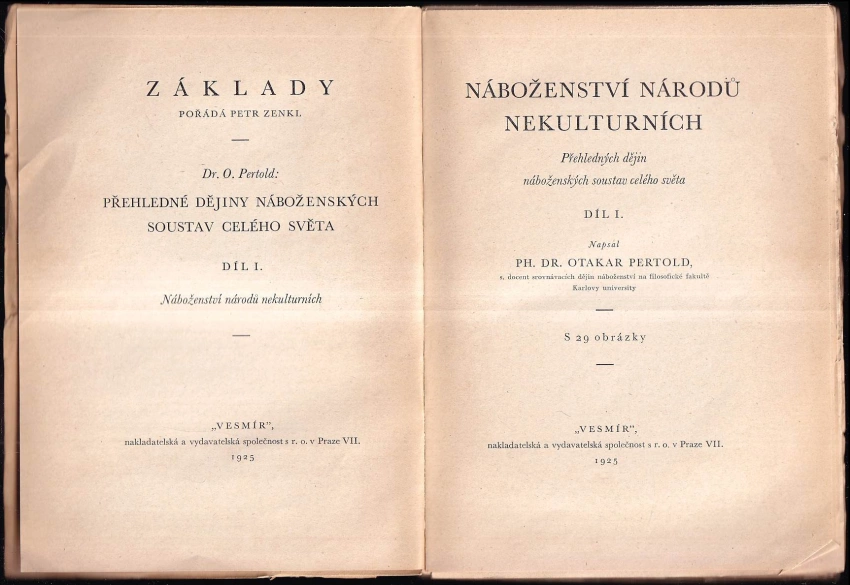 ZÁKLADY
POŘÁDÁ PETR ZENKL
Dr. O. Pertold:
PŘEHLEDNÉ DĚJINY NÁBOŽENSKÝCH
SOUSTAV CELÉHO SVĚTA
DÍL I.
Náboženství národů nekulturních
„VESMÍR”,
nakladatelská a vydavatelská společnost s r. o. v Praze VII.
1925
NÁBOŽENSTVÍ NÁRODŮ
NEKULTURNÍCH
Přehledných dějin
náboženských soustav celého světa
DÍL I.
Napsal
PH. DR. OTAKAR PERTOLD,
s. docent srovnávacích dějin náboženství na filosofické fakultě
Karlovy university
S 29 obrázky
„VESMÍR”,
nakladatelská a vydavatelská společnost s r. o. v Praze VII.
1925